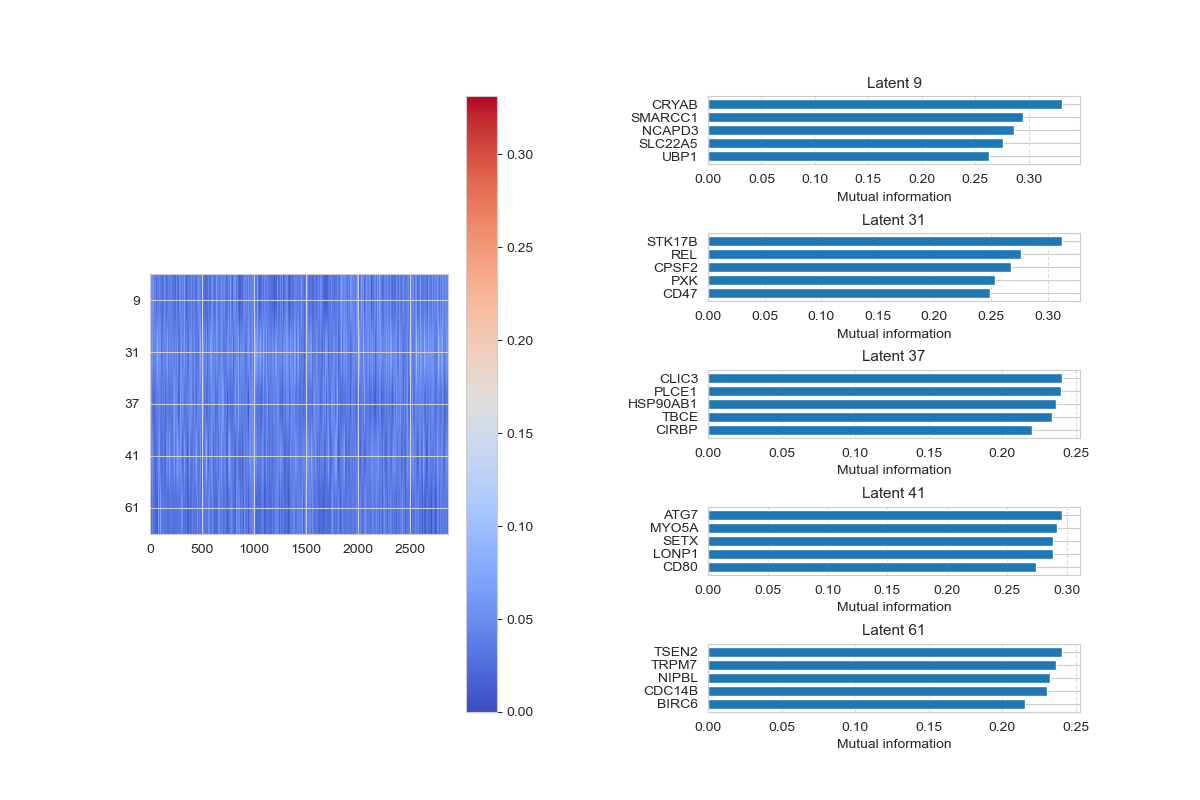 0.30
0.25
0.20
0.15
0.10
0.05
0.00
9
31
37
41
61
0 500 1000 1500 2000 2500
Latent 9
CRYAB
SMARCC1
NCAPD3
SLC22A5
UBP1
0.00 0.05 0.10 0.15 0.20 0.25 0.30
Mutual information
Latent 31
STK17B
REL
CPSF2
PXK
CD47
0.00 0.05 0.10 0.15 0.20 0.25 0.30
Mutual information
Latent 37
CLIC3
PLCE1
HSP90AB1
TBCE
CIRBP
0.00 0.05 0.10 0.15 0.20 0.25
Mutual information
Latent 41
ATG7
MYO5A
SETX
LONP1
CD80
0.00 0.05 0.10 0.15 0.20 0.25 0.30
Mutual information
Latent 61
TSEN2
TRPM7
NIPBL
CDC14B
BIRC6
0.00 0.05 0.10 0.15 0.20 0.25
Mutual information